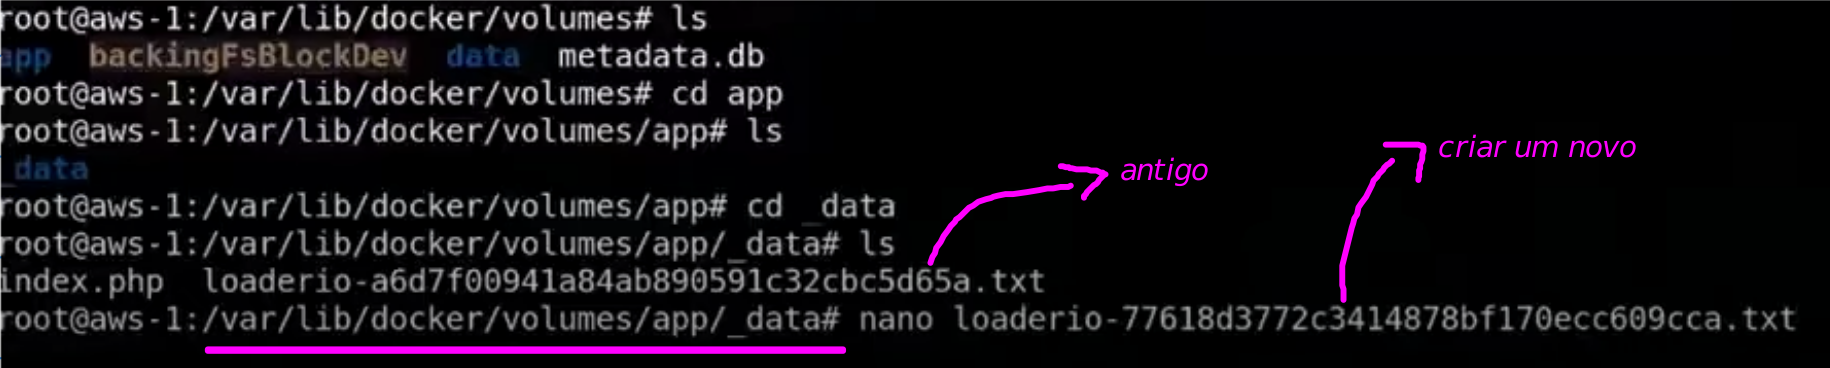 root@aws-1:/var/lib/docker/volumes# ls
app backingFsBlockDev data metadata.db
root@aws-1:/var/lib/docker/volumes# cd app
root@aws-1:/var/lib/docker/volumes/app# ls
_data
root@aws-1:/var/lib/docker/volumes/app# cd _data
root@aws-1:/var/lib/docker/volumes/app/_data# ls
index.php loaderio-a6d7f00941a84ab890591c32cbc5d65a.txt
root@aws-1:/var/lib/docker/volumes/app/_data# nano loaderio-77618d3772c3414878bf170ecc609cca.txt
antigo
criar um novo